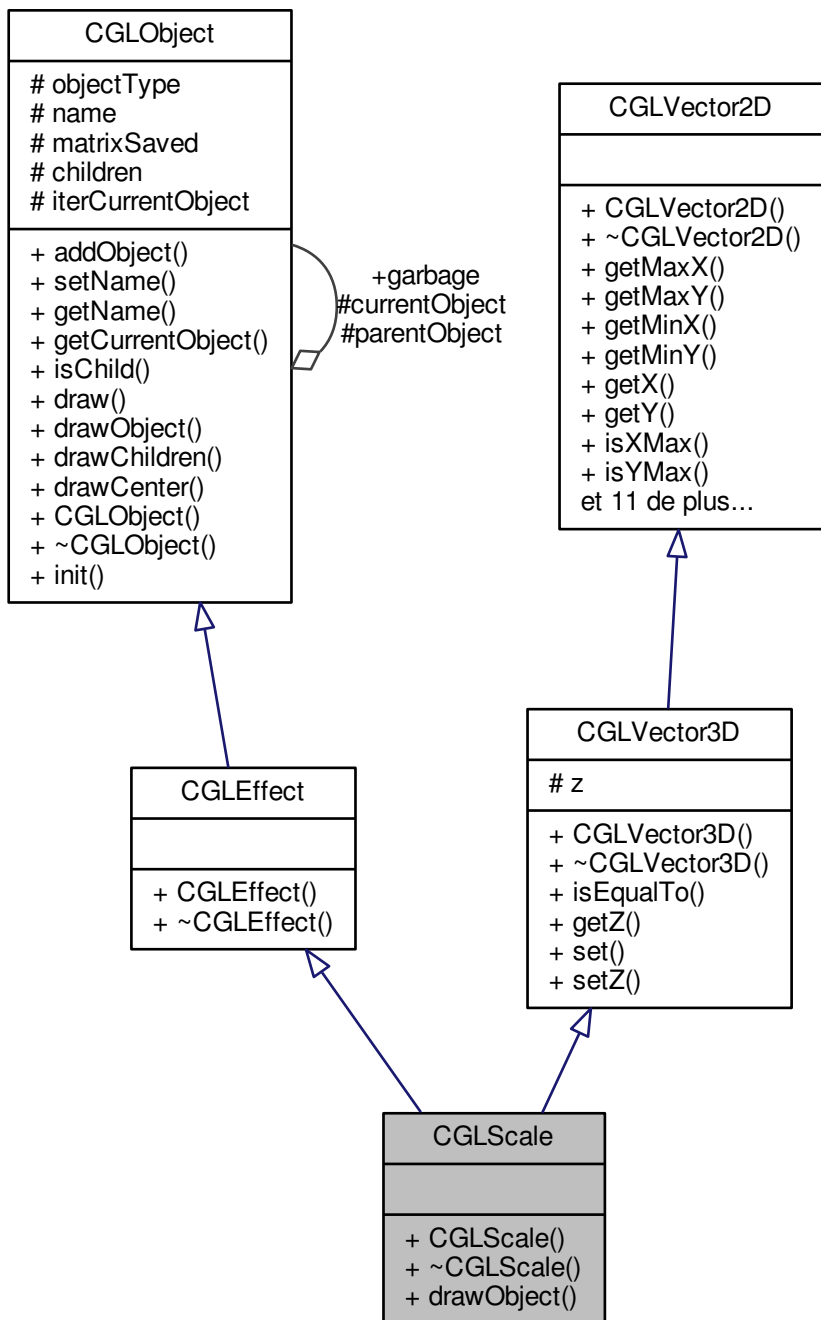 CGLObject
# objectType
# name
# matrixSaved
# children
# iterCurrentObject
+ addObject()
+ setName()
+ getName()
+ getCurrentObject()
+ isChild()
+ draw()
+ drawObject()
+ drawChildren()
+ drawCenter()
+ CGLObject()
+ ~CGLObject()
+ init()
+garbage
#currentObject
#parentObject
CGLVector2D
+ CGLVector2D()
+ ~CGLVector2D()
+ getMaxX()
+ getMaxY()
+ getMinX()
+ getMinY()
+ getX()
+ getY()
+ isXMax()
+ isYMax()
et 11 de plus...
CGLEffect
+ CGLEffect()
+ ~CGLEffect()
CGLVector3D
# z
+ CGLVector3D()
+ ~CGLVector3D()
+ isEqualTo()
+ getZ()
+ set()
+ setZ()
CGLScale
+ CGLScale()
+ ~CGLScale()
+ drawObject()